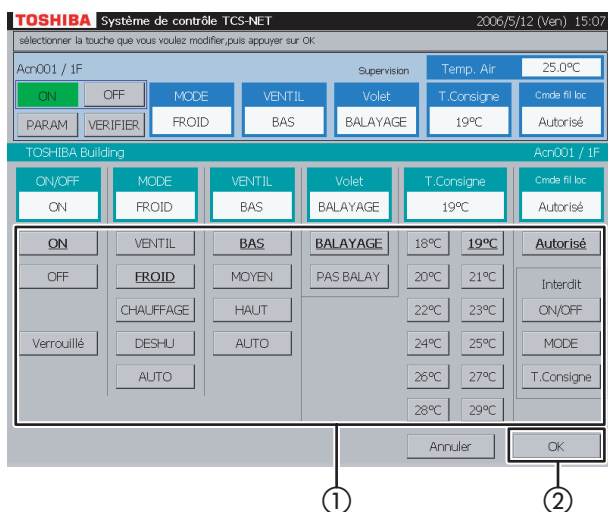 TOSHIBA Système de contrôle TCS-NET 2006/5/12 (Ven) 15:07
sélectionner la touche que vous voulez modifier,puis appuyer sur OK
Acn001 / 1F Supervision Temp. Air 25.0ºC
ON OFF MODE VENTIL Volet T.Consigne Cmde fil loc
PARAM VERIFIER FROID BAS BALAYAGE 19ºC Autorisé
TOSHIBA Building Acn001 / 1F
ON/OFF MODE VENTIL Volet T.Consigne Cmde fil loc
ON FROID BAS BALAYAGE 19ºC Autorisé
ON VENTIL BAS BALAYAGE 18ºC 19ºC Autorisé
OFF FROID MOYEN PAS BALAY 20ºC 21ºC Interdit
CHAUFFAGE HAUT 22ºC 23ºC ON/OFF
Verrouillé DESHU AUTO 24ºC 25ºC MODE
AUTO 26ºC 27ºC T.Consigne
28ºC 29ºC
Annuler OK
① ②